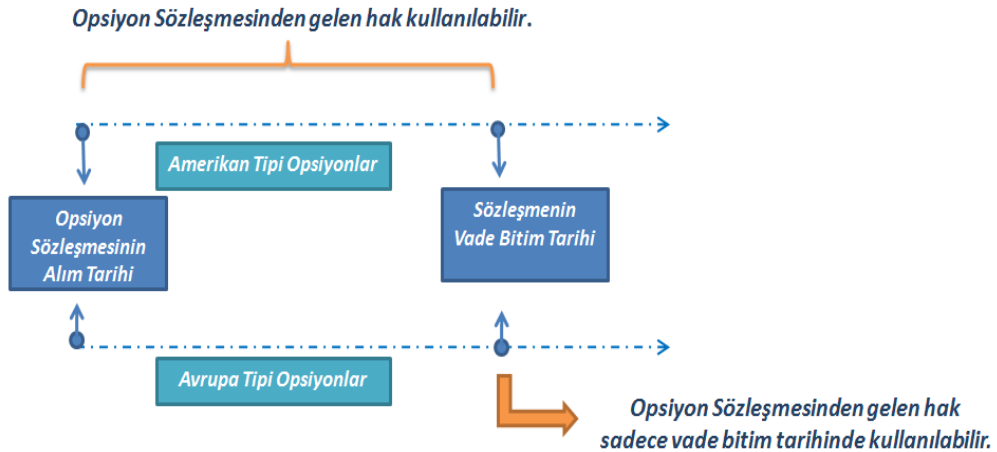 Opsiyon Sözleşmesinden gelen hak kullanılabilir.
Amerikan Tipi Opsiyonlar
Opsiyon
Sözleşmesinin
Alım Tarihi
Sözleşmenin
Vade Bitim Tarihi
Avrupa Tipi Opsiyonlar
Opsiyon Sözleşmesinden gelen hak
sadece vade bitim tarihinde kullanılabilir.